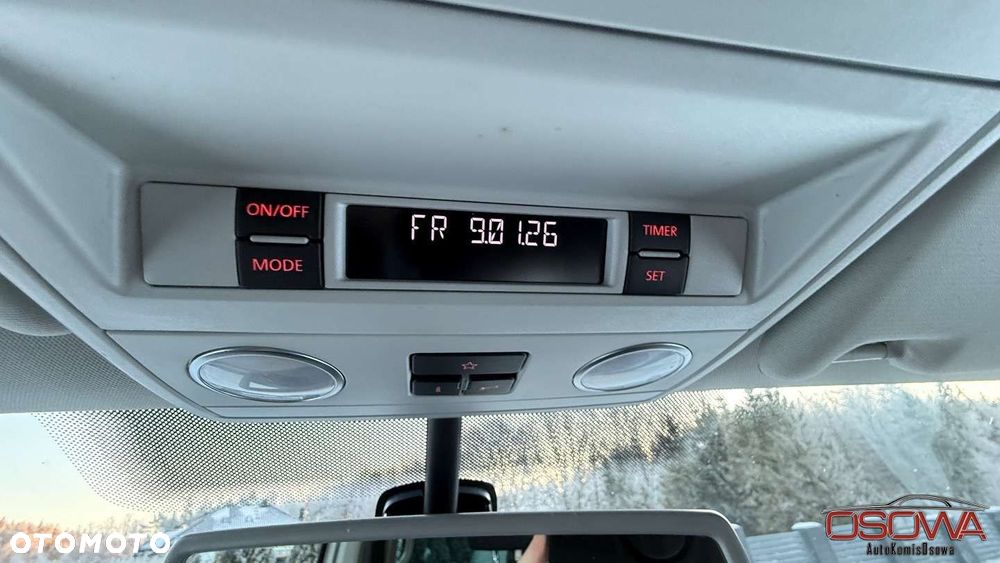 ON/OFF
MODE
FR 9.01.26
TIMER
SET
OTOMOTO
OSOWA
AutoKomisOsowa